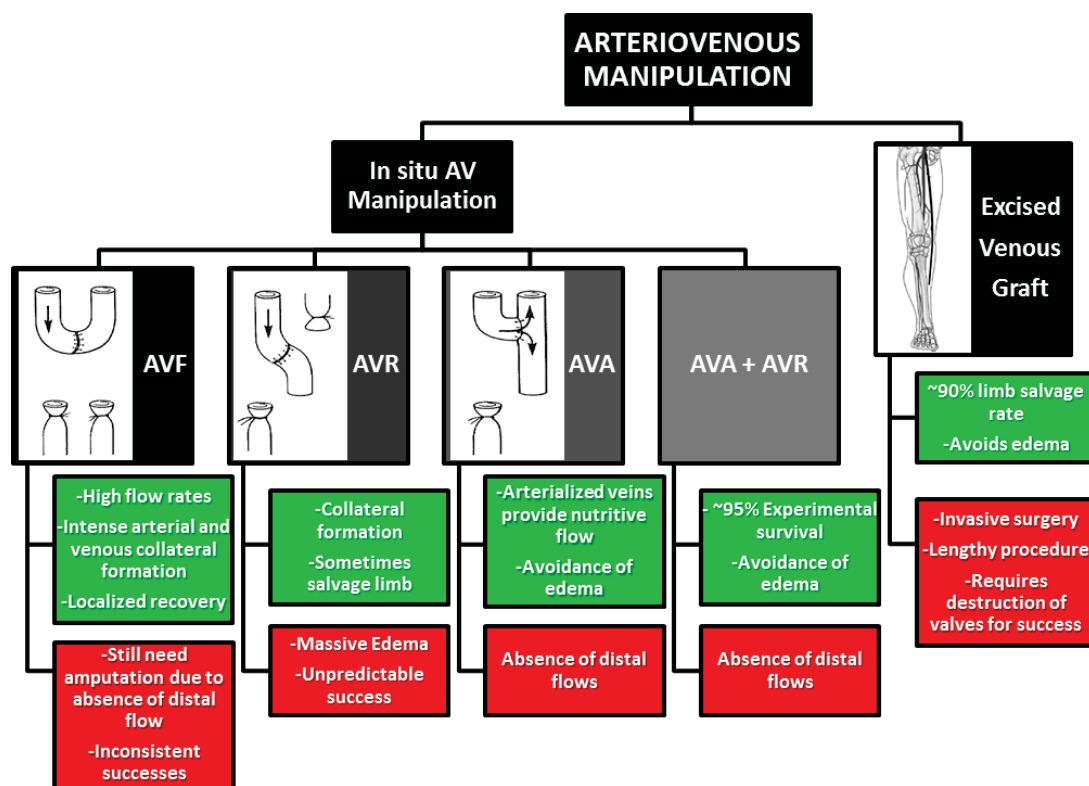 ARTERIOVENOUS
MANIPULATION
In situ AV
Manipulation
Excised
Venous
Graft
AVF
AVR
AVA
AVA + AVR
-High flow rates
-Intense arterial and
venous collateral
formation
-Localized recovery
-Still need
amputation due to
absence of distal
flow
-Inconsistent
successes
-Collateral
formation
-Sometimes
salvage limb
-Massive Edema
-Unpredictable
success
-Arterialized veins
provide nutritive
flow
-Avoidance of
edema
Absence of distal
flows
- ~95% Experimental
survival
-Avoidance of
edema
Absence of distal
flows
~90% limb salvage
rate
-Avoids edema
-Invasive surgery
-Lengthy procedure
-Requires
destruction of
valves for success